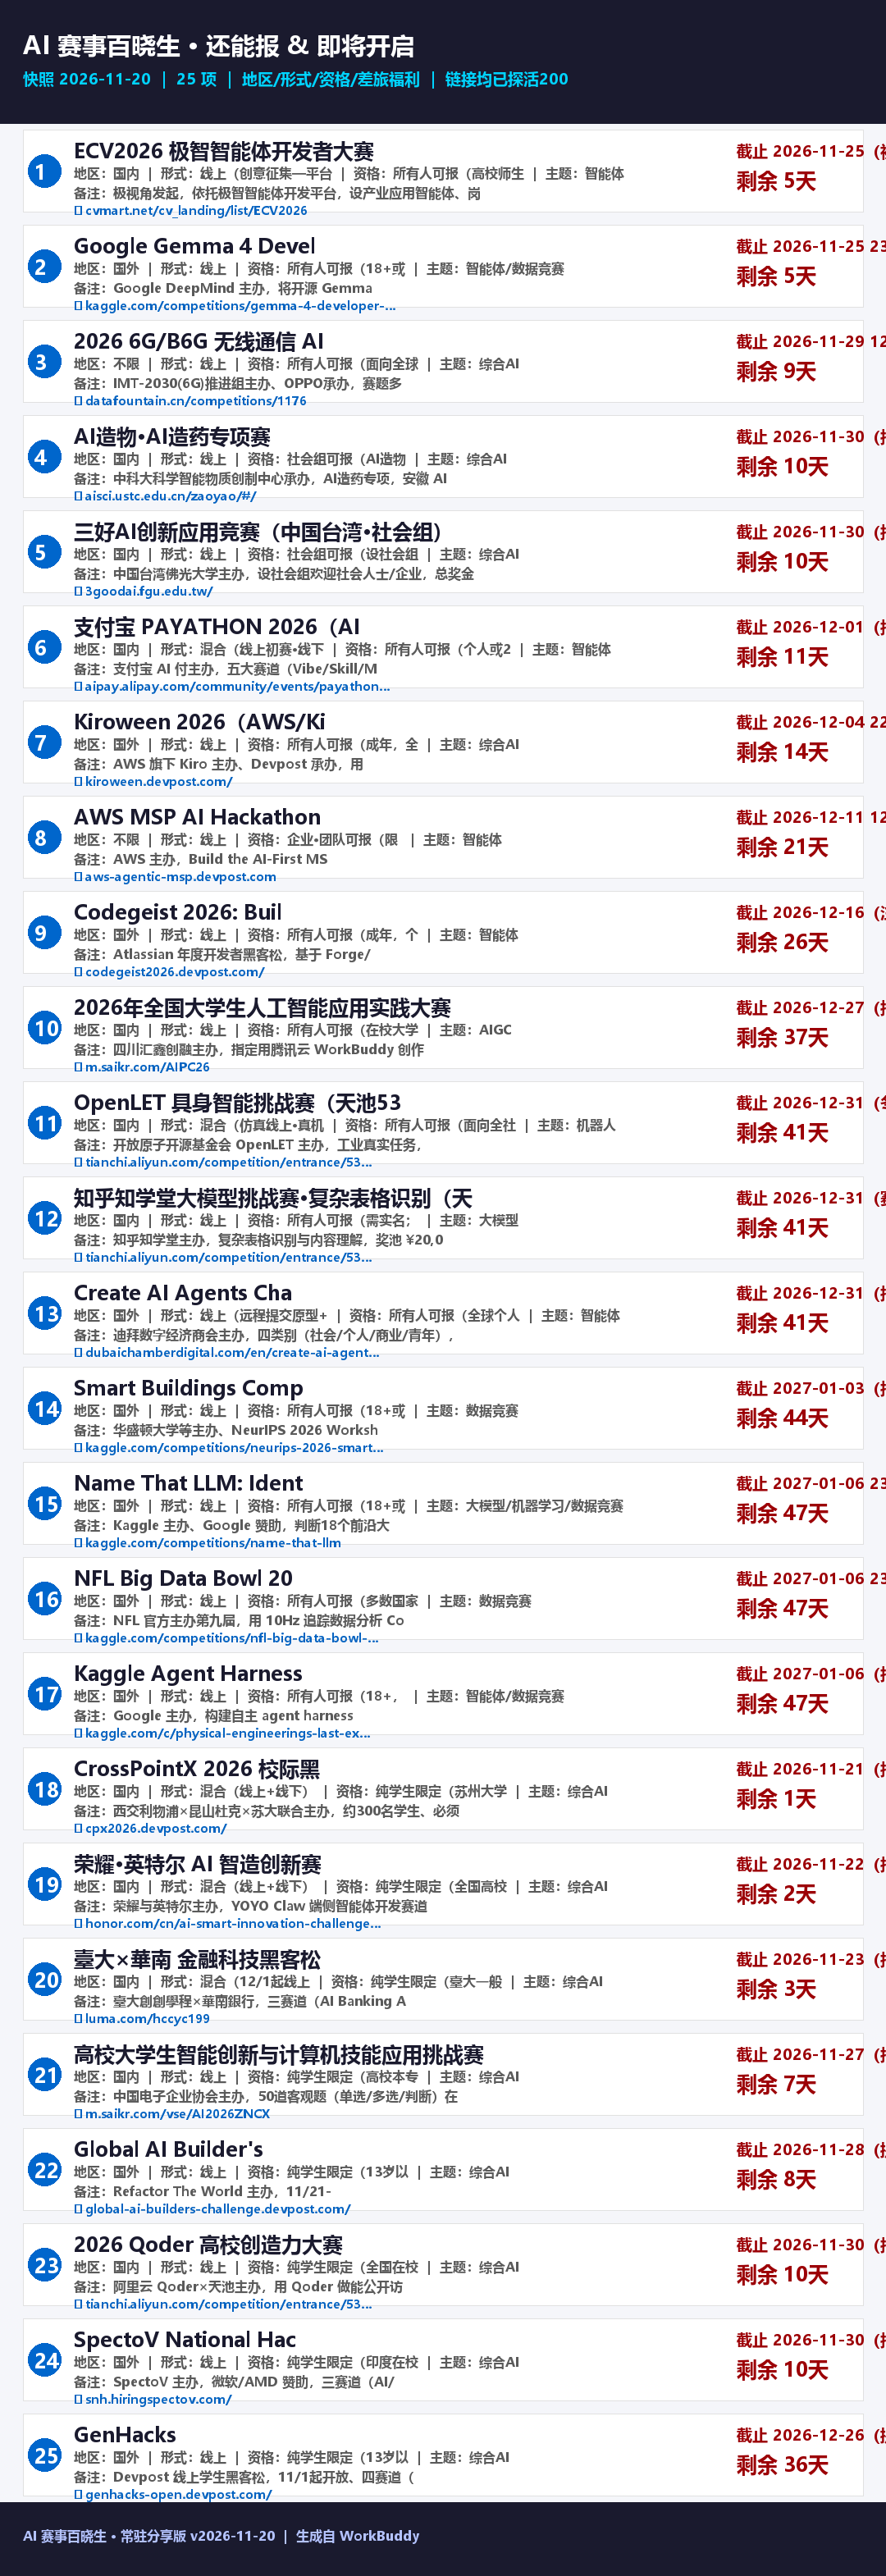 AI 赛事百晓生 • 还能报 & 即将开启
快照 2026-11-20 | 25 项 | 地区/形式/资格/差旅福利 | 链接均已探活200
1
ECV2026 极智智能体开发者大赛
地区：国内 | 形式：线上（创意征集—平台 | 资格：所有人可报（高校师生 | 主题：智能体
备注：极视角发起，依托极智智能体开发平台，设产业应用智能体、岗
cvmart.net/cv_landing/list/ECV2026
截止 2026-11-25（
剩余 5天
2
Google Gemma 4 Devel
地区：国外 | 形式：线上 | 资格：所有人可报（18+或 | 主题：智能体/数据竞赛
备注：Google DeepMind 主办，将开源 Gemma
kaggle.com/competitions/gemma-4-developer-...
截止 2026-11-25 23
剩余 5天
3
2026 6G/B6G 无线通信 AI
地区：不限 | 形式：线上 | 资格：所有人可报（面向全球 | 主题：综合AI
备注：IMT-2030(6G)推进组主办、OPPO承办，赛题多
datafountain.cn/competitions/1176
截止 2026-11-29 12
剩余 9天
4
AI造物•AI造药专项赛
地区：国内 | 形式：线上 | 资格：社会组可报（AI造物 | 主题：综合AI
备注：中科大科学智能物质创制中心承办，AI造药专项，安徽 AI
aisci.ustc.edu.cn/zaoyao/#/
截止 2026-11-30（
剩余 10天
5
三好AI创新应用竞赛（中国台湾•社会组）
地区：国内 | 形式：线上 | 资格：社会组可报（设社会组 | 主题：综合AI
备注：中国台湾佛光大学主办，设社会组欢迎社会人士/企业，总奖金
3goodai.fgu.edu.tw/
截止 2026-11-30（
剩余 10天
6
支付宝 PAYATHON 2026（AI
地区：国内 | 形式：混合（线上初赛•线下 | 资格：所有人可报（个人或2 | 主题：智能体
备注：支付宝 AI 付主办，五大赛道（Vibe/Skill/M
aipay.alipay.com/community/events/payathon...
截止 2026-12-01（
剩余 11天
7
Kiroween 2026（AWS/Ki
地区：国外 | 形式：线上 | 资格：所有人可报（成年，全 | 主题：综合AI
备注：AWS 旗下 Kiro 主办、Devpost 承办，用
kiroween.devpost.com/
截止 2026-12-04 22
剩余 14天
8
AWS MSP AI Hackathon
地区：不限 | 形式：线上 | 资格：企业•团队可报（限 | 主题：智能体
备注：AWS 主办，Build the AI-First MS
aws-agentic-msp.devpost.com
截止 2026-12-11 12
剩余 21天
9
Codegeist 2026: Buil
地区：国外 | 形式：线上 | 资格：所有人可报（成年，个 | 主题：智能体
备注：Atlassian 年度开发者黑客松，基于 Forge/
codegeist2026.devpost.com/
截止 2026-12-16（
剩余 26天
10
2026年全国大学生人工智能应用实践大赛
地区：国内 | 形式：线上 | 资格：所有人可报（在校大学 | 主题：AIGC
备注：四川汇鑫创融主办，指定用腾讯云 WorkBuddy 创作
m.saikr.com/AIPC26
截止 2026-12-27（
剩余 37天
11
OpenLET 具身智能挑战赛（天池53
地区：国内 | 形式：混合（仿真线上•真机 | 资格：所有人可报（面向全社 | 主题：机器人
备注：开放原子开源基金会 OpenLET 主办，工业真实任务，
tianchi.aliyun.com/competition/entrance/53...
截止 2026-12-31（
剩余 41天
12
知乎知学堂大模型挑战赛•复杂表格识别（天
地区：国内 | 形式：线上 | 资格：所有人可报（需实名； | 主题：大模型
备注：知乎知学堂主办，复杂表格识别与内容理解，奖池 ¥20,0
tianchi.aliyun.com/competition/entrance/53...
截止 2026-12-31（
剩余 41天
13
Create AI Agents Cha
地区：国外 | 形式：线上（远程提交原型+ | 资格：所有人可报（全球个人 | 主题：智能体
备注：迪拜数字经济商会主办，四类别（社会/个人/商业/青年），
dubaichamberdigital.com/en/create-ai-agent...
截止 2026-12-31（
剩余 41天
14
Smart Buildings Comp
地区：国外 | 形式：线上 | 资格：所有人可报（18+或 | 主题：数据竞赛
备注：华盛顿大学等主办、NeurIPS 2026 Worksh
kaggle.com/competitions/neurips-2026-smart...
截止 2027-01-03（
剩余 44天
15
Name That LLM: Ident
地区：国外 | 形式：线上 | 资格：所有人可报（18+或 | 主题：大模型/机器学习/数据竞赛
备注：Kaggle 主办、Google 赞助，判断18个前沿大
kaggle.com/competitions/name-that-llm
截止 2027-01-06 23
剩余 47天
16
NFL Big Data Bowl 20
地区：国外 | 形式：线上 | 资格：所有人可报（多数国家 | 主题：数据竞赛
备注：NFL 官方主办第九届，用 10Hz 追踪数据分析 Co
kaggle.com/competitions/nfl-big-data-bowl-...
截止 2027-01-06 23
剩余 47天
17
Kaggle Agent Harness
地区：国外 | 形式：线上 | 资格：所有人可报（18+， | 主题：智能体/数据竞赛
备注：Google 主办，构建自主 agent harness
kaggle.com/c/physical-engineerings-last-ex...
截止 2027-01-06（
剩余 47天
18
CrossPointX 2026 校际黑
地区：国内 | 形式：混合（线上+线下） | 资格：纯学生限定（苏州大学 | 主题：综合AI
备注：西交利物浦×昆山杜克×苏大联合主办，约300名学生、必须
cpx2026.devpost.com/
截止 2026-11-21（
剩余 1天
19
荣耀•英特尔 AI 智造创新赛
地区：国内 | 形式：混合（线上+线下） | 资格：纯学生限定（全国高校 | 主题：综合AI
备注：荣耀与英特尔主办，YOYO Claw 端侧智能体开发赛道
honor.com/cn/ai-smart-innovation-challenge...
截止 2026-11-22（
剩余 2天
20
臺大×華南 金融科技黑客松
地区：国内 | 形式：混合（12/1起线上 | 资格：纯学生限定（臺大一般 | 主题：综合AI
备注：臺大創創學程×華南銀行，三赛道（AI Banking A
luma.com/hccyc199
截止 2026-11-23（
剩余 3天
21
高校大学生智能创新与计算机技能应用挑战赛
地区：国内 | 形式：线上 | 资格：纯学生限定（高校本专 | 主题：综合AI
备注：中国电子企业协会主办，50道客观题（单选/多选/判断）在
m.saikr.com/vse/AI2026ZNCX
截止 2026-11-27（
剩余 7天
22
Global AI Builder's
地区：国外 | 形式：线上 | 资格：纯学生限定（13岁以 | 主题：综合AI
备注：Refactor The World 主办，11/21-
global-ai-builders-challenge.devpost.com/
截止 2026-11-28（
剩余 8天
23
2026 Qoder 高校创造力大赛
地区：国内 | 形式：线上 | 资格：纯学生限定（全国在校 | 主题：综合AI
备注：阿里云 Qoder×天池主办，用 Qoder 做能公开访
tianchi.aliyun.com/competition/entrance/53...
截止 2026-11-30（
剩余 10天
24
SpectoV National Hac
地区：国外 | 形式：线上 | 资格：纯学生限定（印度在校 | 主题：综合AI
备注：SpectoV 主办，微软/AMD 赞助，三赛道（AI/
snh.hiringspectov.com/
截止 2026-11-30（
剩余 10天
25
GenHacks
地区：国外 | 形式：线上 | 资格：纯学生限定（13岁以 | 主题：综合AI
备注：Devpost 线上学生黑客松，11/1起开放、四赛道（
genhacks-open.devpost.com/
截止 2026-12-26（
剩余 36天
AI 赛事百晓生 • 常驻分享版 v2026-11-20 | 生成自 WorkBuddy